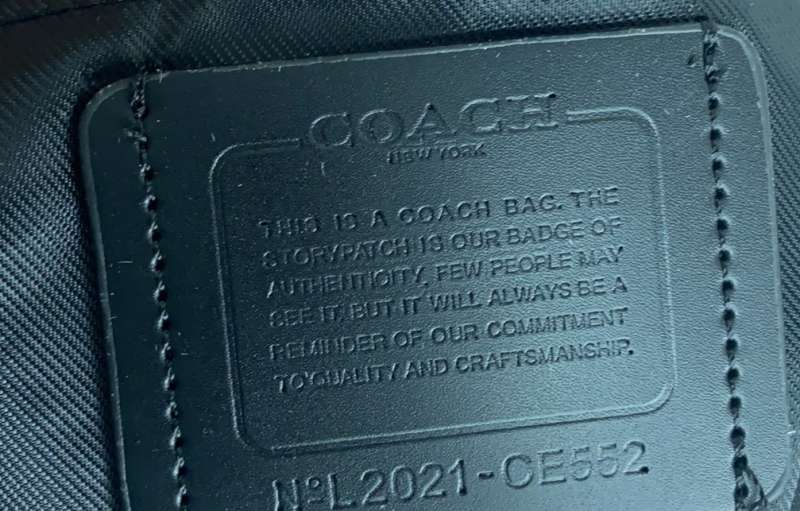 COACH
NEW YORK
THIS IS A COACH BAG. THE
STORYPATCH IS OUR BADGE OF
AUTHENTICITY. FEW PEOPLE MAY
SEE IT, BUT IT WILL ALWAYS BE A
REMINDER OF OUR COMMITMENT
TO QUALITY AND CRAFTSMANSHIP.
NºL2021-CE552